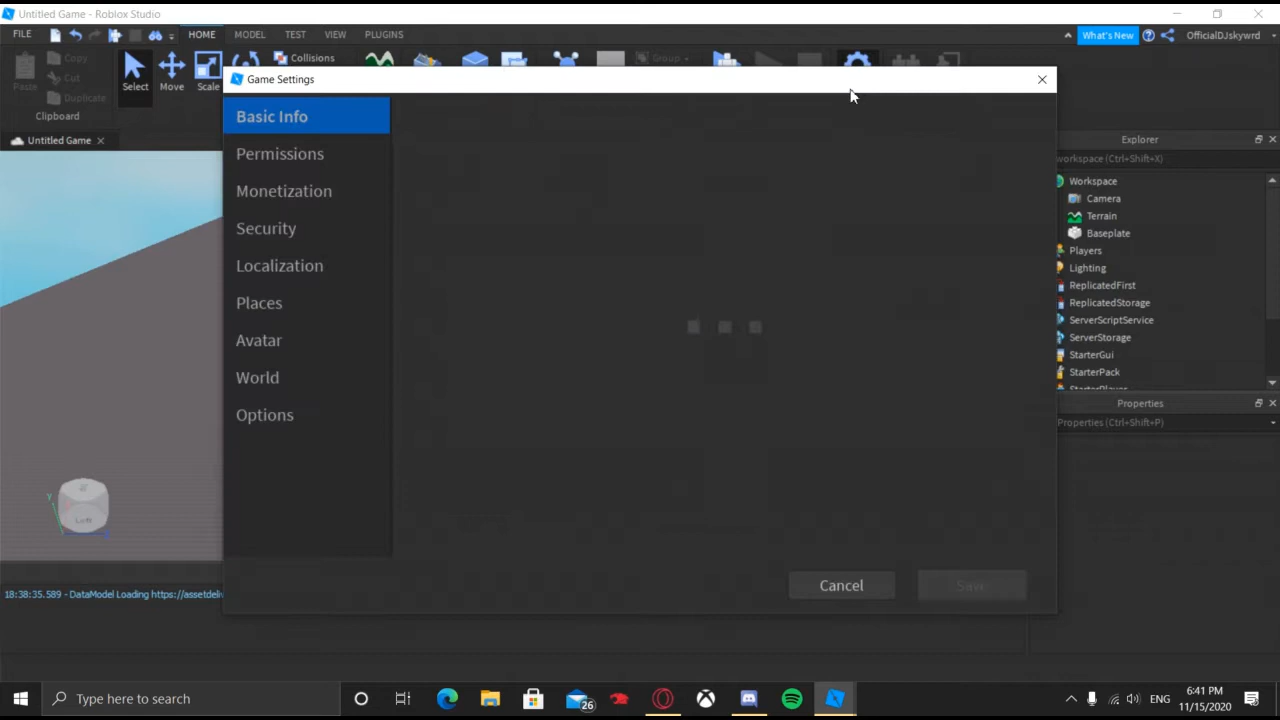 Untitled Game - Roblox Studio
FILE
HOME
MODEL
TEST
VIEW
PLUGINS
What's New
OfficialDJskywrd
Paste
Copy
Cut
Duplicate
Clipboard
Select
Move
Scale
Collisions
Group
Game Settings
Untitled Game
Basic Info
Permissions
Monetization
Security
Localization
Places
Avatar
World
Options
Cancel
Save
Explorer
workspace (Ctrl+Shift+X)
Workspace
Camera
Terrain
Baseplate
Players
Lighting
ReplicatedFirst
ReplicatedStorage
ServerScriptService
ServerStorage
StarterGui
StarterPack
StarterPlayer
Properties
Properties (Ctrl+Shift+P)
y
Left
18:38:35.589 - DataModel Loading https://assetdeliv
Type here to search
26
ENG
6:41 PM
11/15/2020